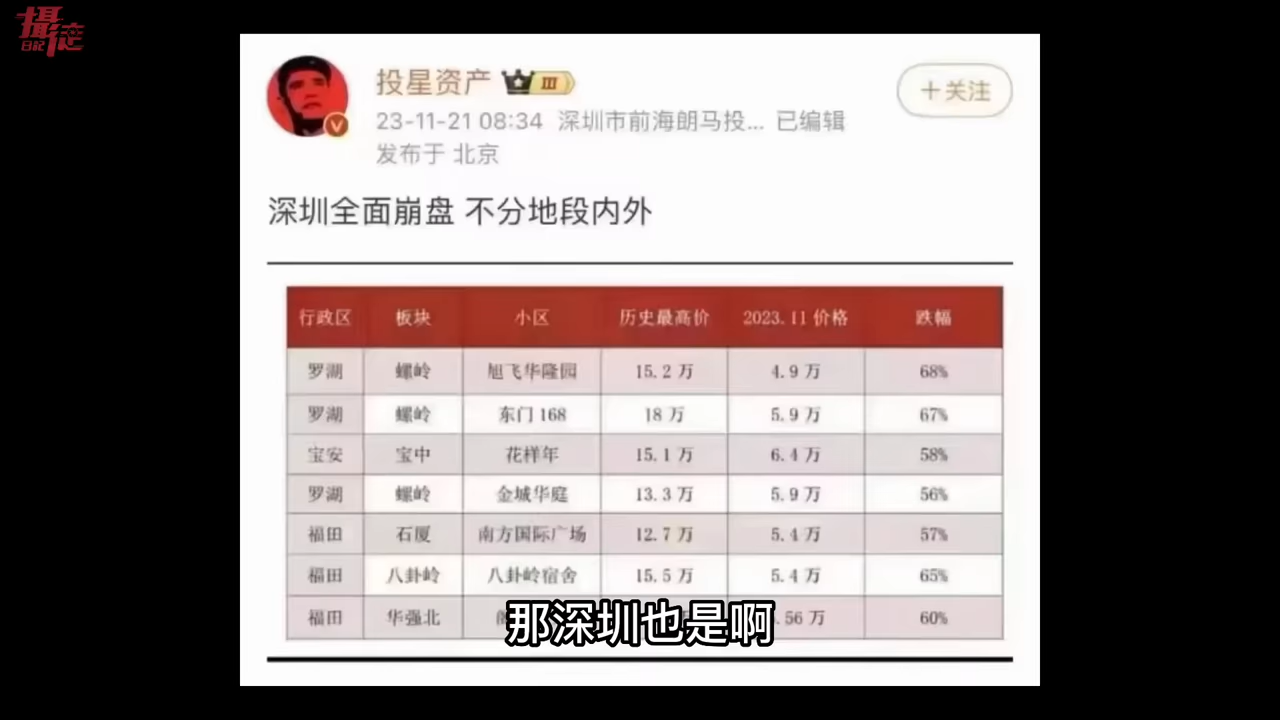 攝徒
日記
投星资产 III
+关注
23-11-21 08:34 深圳市前海朗马投... 已编辑
发布于 北京
深圳全面崩盘 不分地段内外
行政区 板块 小区 历史最高价 2023.11价格 跌幅
罗湖 螺岭 旭飞华隆园 15.2万 4.9万 68%
罗湖 螺岭 东门168 18万 5.9万 67%
宝安 宝中 花样年 15.1万 6.4万 58%
罗湖 螺岭 金城华庭 13.3万 5.9万 56%
福田 石厦 南方国际广场 12.7万 5.4万 57%
福田 八卦岭 八卦岭宿舍 15.5万 5.4万 65%
福田 华强北 .56万 60%
那深圳也是啊